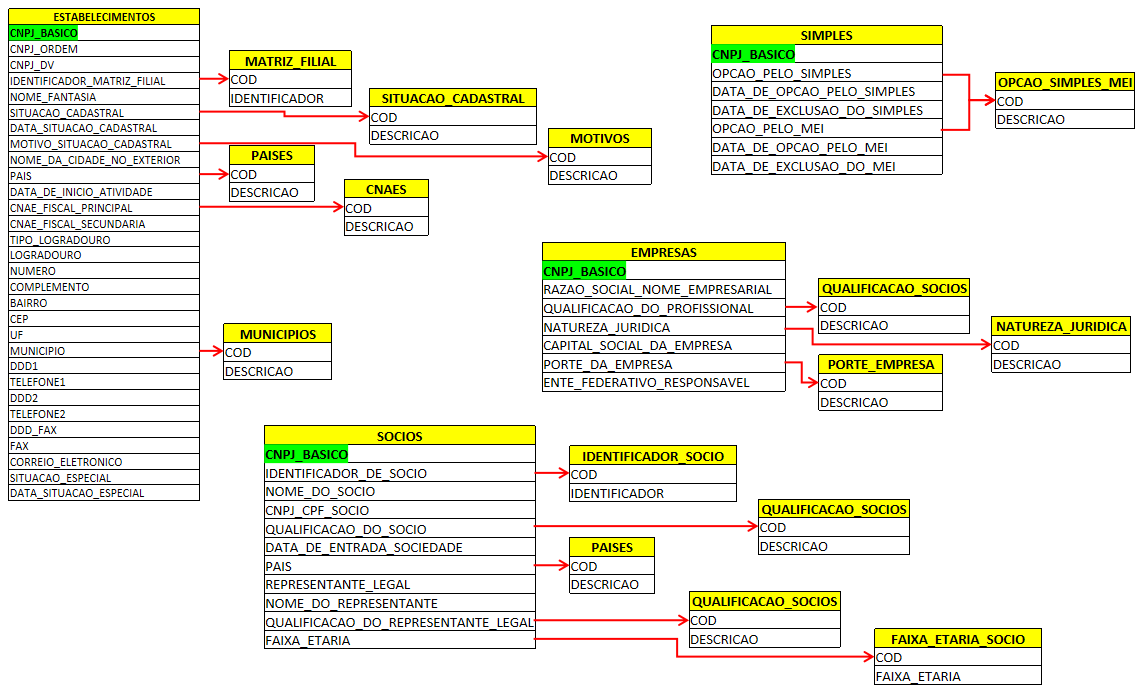 ESTABELECIMENTOS
CNPJ_BASICO
CNPJ_ORDEM
CNPJ_DV
IDENTIFICADOR_MATRIZ_FILIAL
NOME_FANTASIA
SITUACAO_CADASTRAL
DATA_SITUACAO_CADASTRAL
MOTIVO_SITUACAO_CADASTRAL
NOME_DA_CIDADE_NO_EXTERIOR
PAIS
DATA_DE_INICIO_ATIVIDADE
CNAE_FISCAL_PRINCIPAL
CNAE_FISCAL_SECUNDARIA
TIPO_LOGRADOURO
LOGRADOURO
NUMERO
COMPLEMENTO
BAIRRO
CEP
UF
MUNICIPIO
DDD1
TELEFONE1
DDD2
TELEFONE2
DDD_FAX
FAX
CORREIO_ELETRONICO
SITUACAO_ESPECIAL
DATA_SITUACAO_ESPECIAL
MATRIZ_FILIAL
COD
IDENTIFICADOR
SITUACAO_CADASTRAL
COD
DESCRICAO
MOTIVOS
COD
DESCRICAO
PAISES
COD
DESCRICAO
CNAES
COD
DESCRICAO
MUNICIPIOS
COD
DESCRICAO
SIMPLES
CNPJ_BASICO
OPCAO_PELO_SIMPLES
DATA_DE_OPCAO_PELO_SIMPLES
DATA_DE_EXCLUSAO_DO_SIMPLES
OPCAO_PELO_MEI
DATA_DE_OPCAO_PELO_MEI
DATA_DE_EXCLUSAO_DO_MEI
OPCAO_SIMPLES_MEI
COD
DESCRICAO
EMPRESAS
CNPJ_BASICO
RAZAO_SOCIAL_NOME_EMPRESARIAL
QUALIFICACAO_DO_PROFISSIONAL
NATUREZA_JURIDICA
CAPITAL_SOCIAL_DA_EMPRESA
PORTE_DA_EMPRESA
ENTE_FEDERATIVO_RESPONSAVEL
QUALIFICACAO_SOCIOS
COD
DESCRICAO
NATUREZA_JURIDICA
COD
DESCRICAO
PORTE_EMPRESA
COD
DESCRICAO
SOCIOS
CNPJ_BASICO
IDENTIFICADOR_DE_SOCIO
NOME_DO_SOCIO
CNPJ_CPF_SOCIO
QUALIFICACAO_DO_SOCIO
DATA_DE_ENTRADA_SOCIEDADE
PAIS
REPRESENTANTE_LEGAL
NOME_DO_REPRESENTANTE
QUALIFICACAO_DO_REPRESENTANTE_LEGAL
FAIXA_ETARIA
IDENTIFICADOR_SOCIO
COD
IDENTIFICADOR
QUALIFICACAO_SOCIOS
COD
DESCRICAO
PAISES
COD
DESCRICAO
QUALIFICACAO_SOCIOS
COD
DESCRICAO
FAIXA_ETARIA_SOCIO
COD
FAIXA_ETARIA